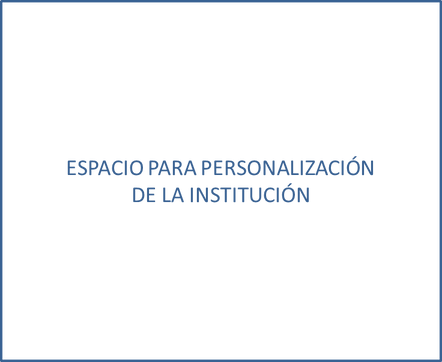 ESPACIO PARA PERSONALIZACIÓN
DE LA INSTITUCIÓN